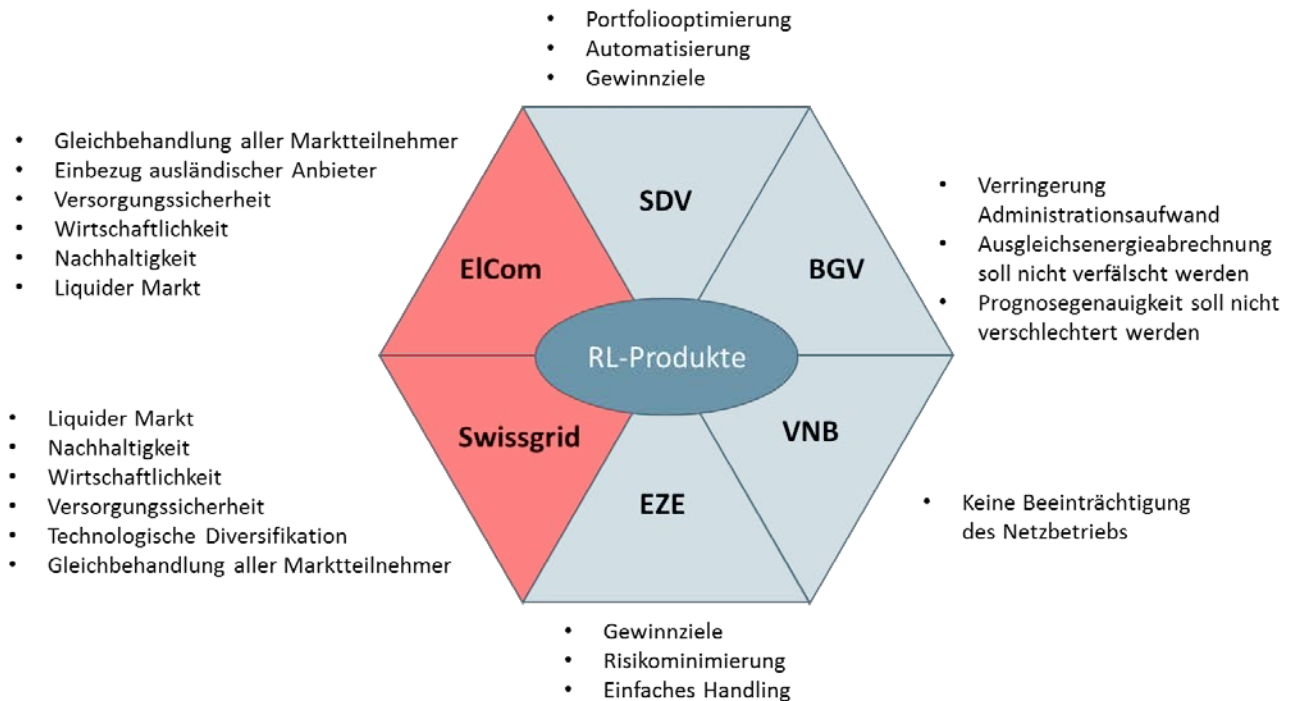 • Portfoliooptimierung
• Automatisierung
• Gewinnziele
• Gleichbehandlung aller Marktteilnehmer
• Einbezug ausländischer Anbieter
• Versorgungssicherheit
• Wirtschaftlichkeit
• Nachhaltigkeit
• Liquider Markt
SDV
ElCom
BGV
• Verringerung
Administrationsaufwand
• Ausgleichsenergieabrechnung
soll nicht verfälscht werden
• Prognosegenauigkeit soll nicht
verschlechtert werden
RL-Produkte
• Liquider Markt
• Nachhaltigkeit
• Wirtschaftlichkeit
• Versorgungssicherheit
• Technologische Diversifikation
• Gleichbehandlung aller Marktteilnehmer
Swissgrid
EZE
VNB
• Keine Beeinträchtigung
des Netzbetriebs
• Gewinnziele
• Risikominimierung
• Einfaches Handling